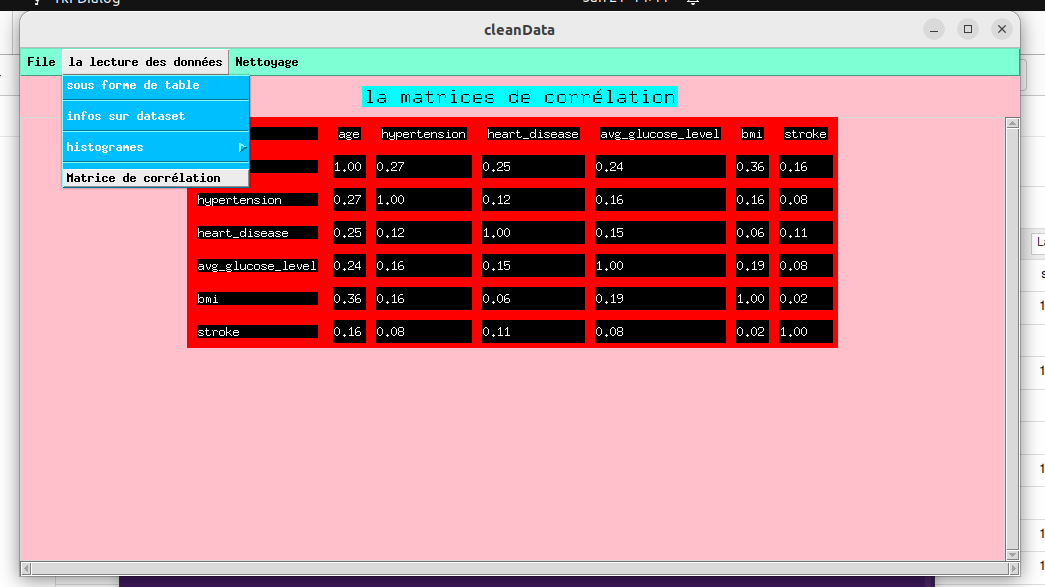 cleanData
File la lecture des données Nettoyage
sous forme de table
infos sur dataset
histogrames
Matrice de corrélation
la matrices de corrélation
age hypertension heart_disease avg_glucose_level bmi stroke
1.00 0.27 0.25 0.24 0.36 0.16
hypertension 0.27 1.00 0.12 0.16 0.16 0.08
heart_disease 0.25 0.12 1.00 0.15 0.06 0.11
avg_glucose_level 0.24 0.16 0.15 1.00 0.19 0.08
bmi 0.36 0.16 0.06 0.19 1.00 0.02
stroke 0.16 0.08 0.11 0.08 0.02 1.00